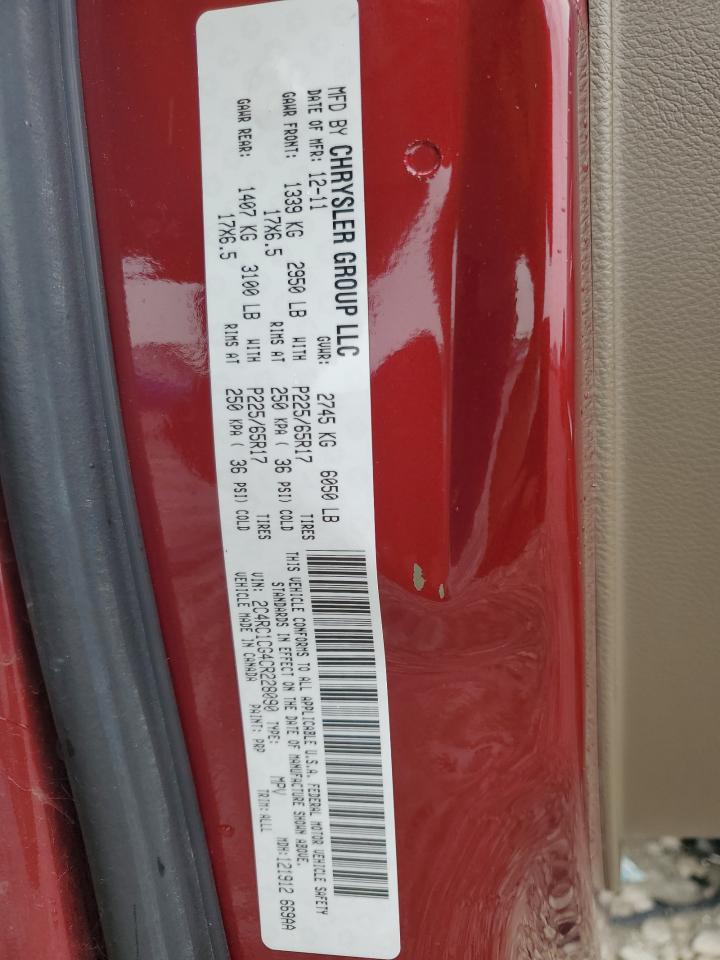 MFD BY CHRYSLER GROUP LLC
DATE OF MFR: 12-11 GVWR: 2745 KG 6050 LB
GAWR FRONT: 1339 KG 2950 LB WITH P225/65R17 TIRES
17X6.5 RIMS AT 250 KPA ( 36 PSI) COLD
GAWR REAR: 1407 KG 3100 LB WITH P225/65R17 TIRES
17X6.5 RIMS AT 250 KPA ( 36 PSI) COLD
THIS VEHICLE CONFORMS TO ALL APPLICABLE U.S.A. FEDERAL MOTOR VEHICLE SAFETY
STANDARDS IN EFFECT ON THE DATE OF MANUFACTURE SHOWN ABOVE.
VIN: 2C4RC1CG4CR228090 TYPE: MPV MDH:121912 669AA
VEHICLE MADE IN CANADA PAINT: PRP TRIM: ALLL